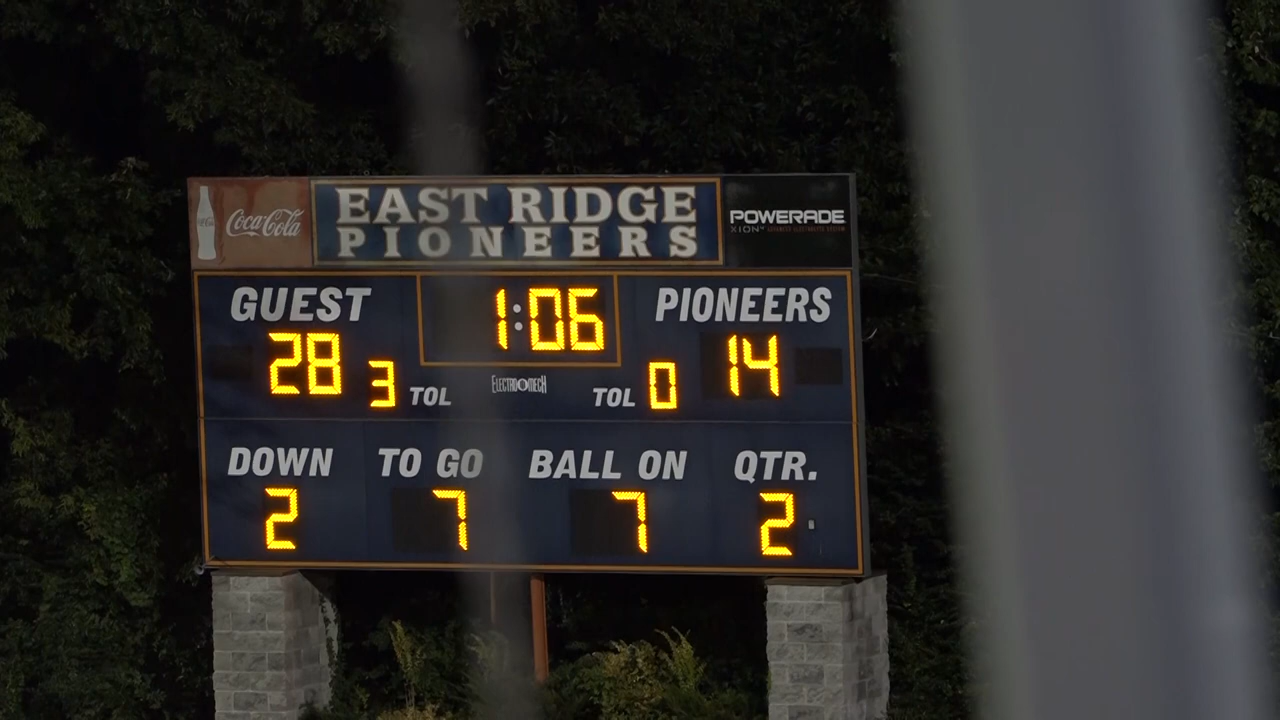 Coca-Cola
EAST RIDGE
PIONEERS
POWERADE
GUEST
1:06
PIONEERS
28
3
TOL
ELECTRO-MECH
TOL
0
14
DOWN
TO GO
BALL ON
QTR.
2
7
7
2